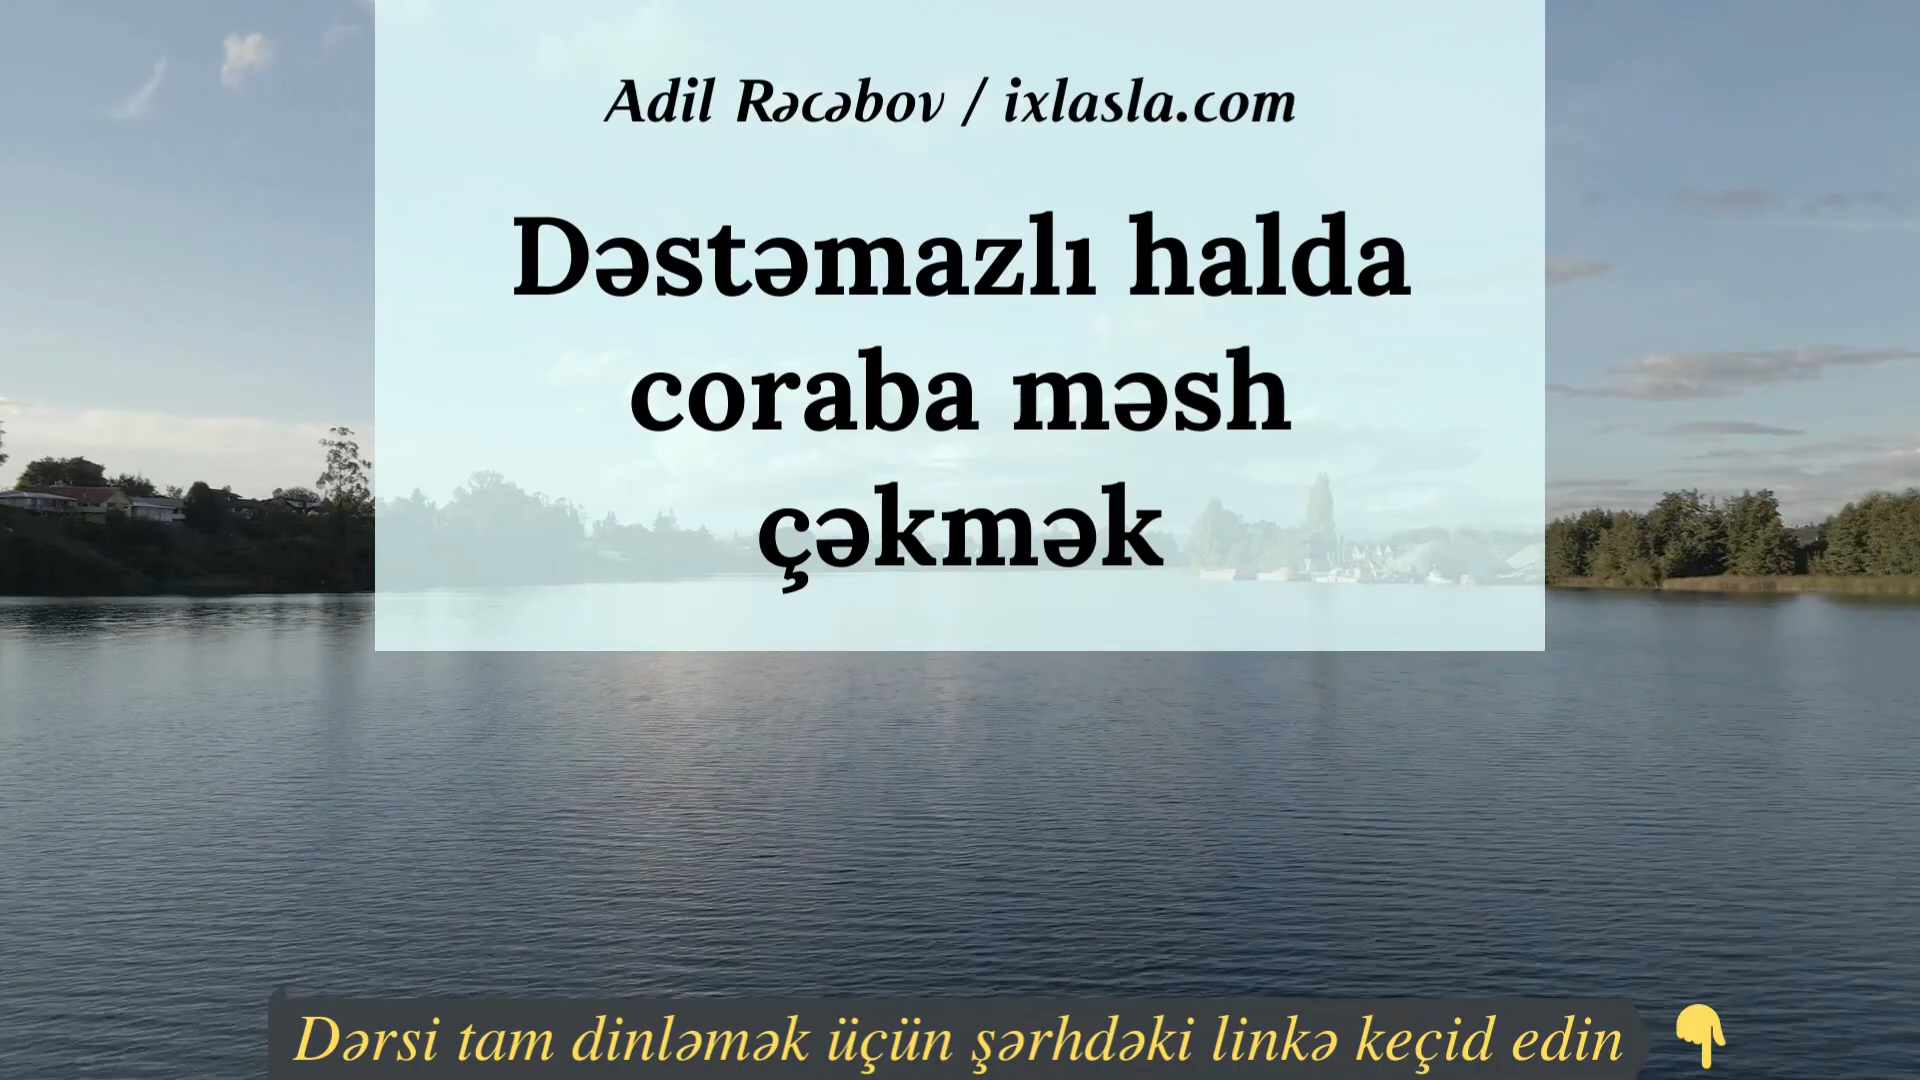 Adil Rəcəbov / ixlasla.com
Dəstəmazlı halda
coraba məsh
çəkmək
Dərsi tam dinləmək üçün şərhdəki linkə keçid edin 👇